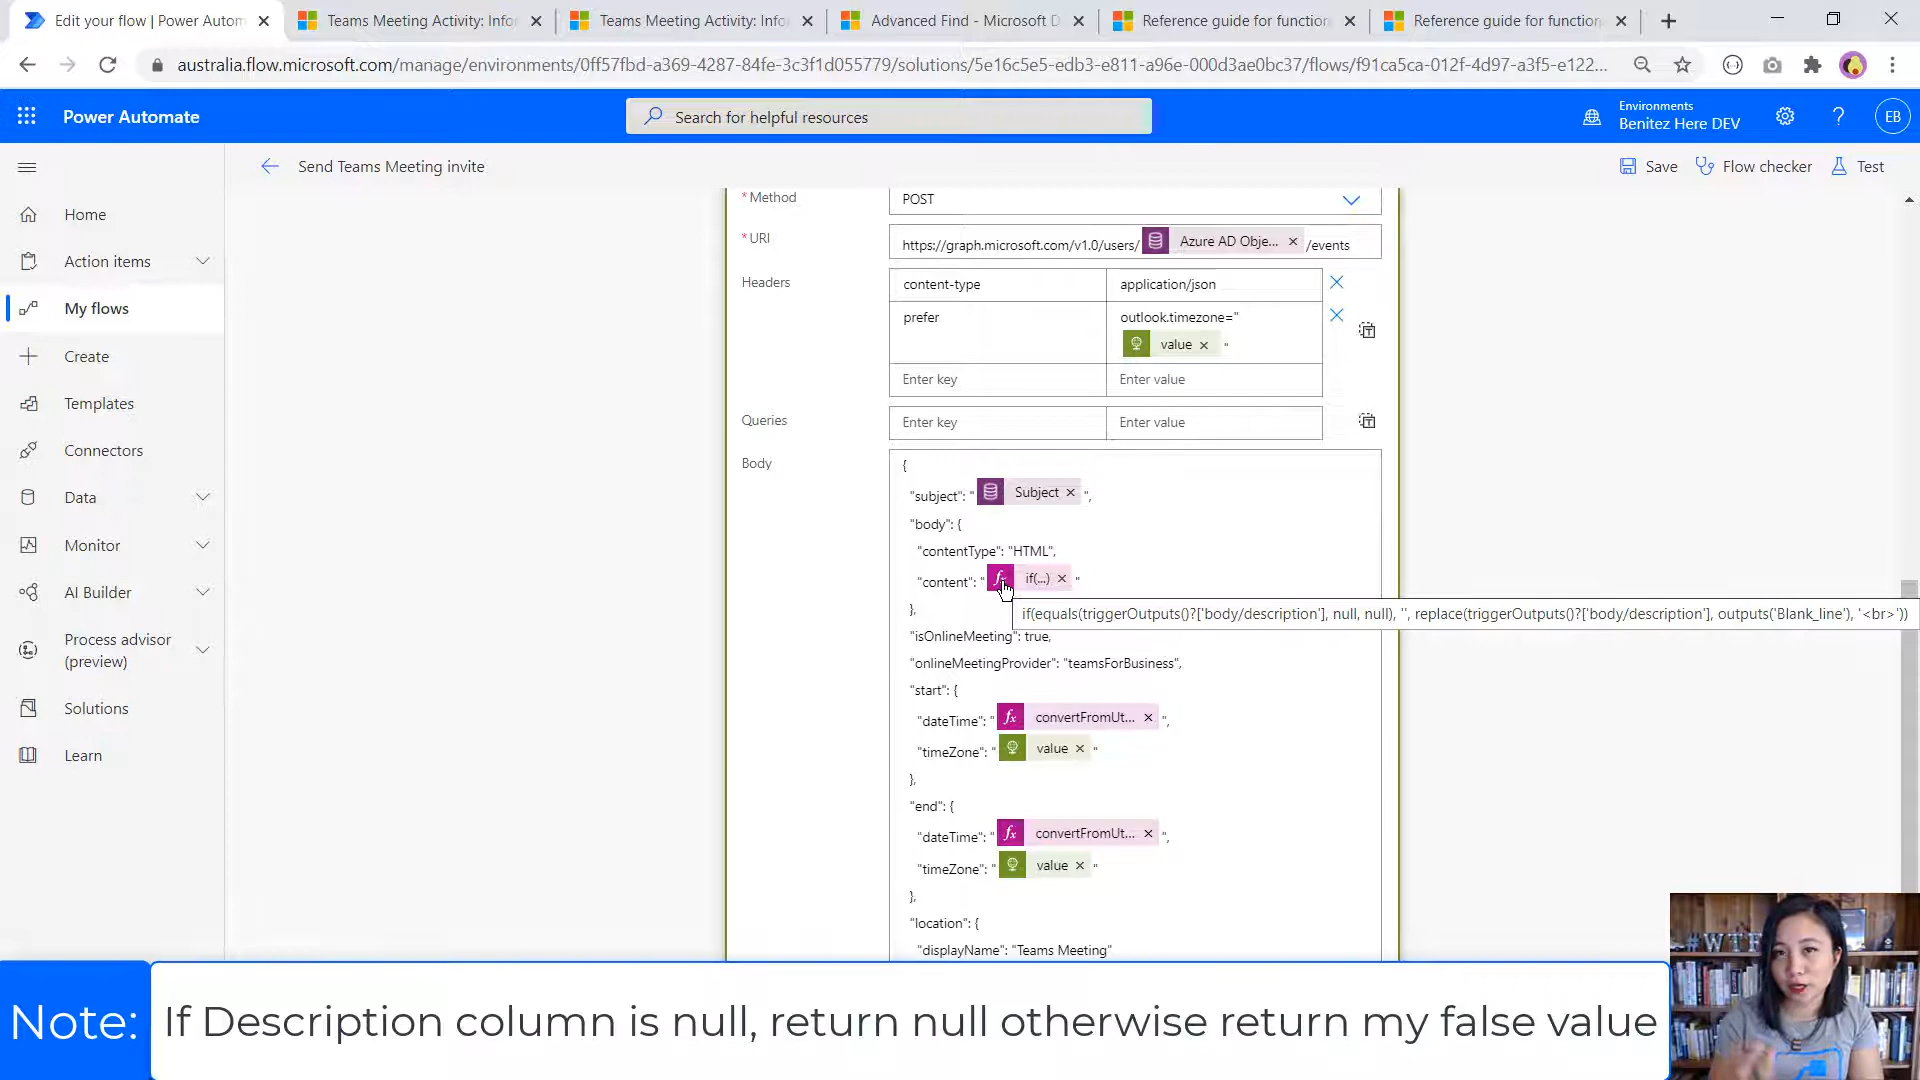 Edit your flow | Power Autom
Teams Meeting Activity: Info
Teams Meeting Activity: Info
Advanced Find - Microsoft D
Reference guide for function
Reference guide for function
australia.flow.microsoft.com/manage/environments/0ff57fbd-a369-4287-84fe-3c3f1d055779/solutions/5e16c5e5-edb3-e811-a96e-000d3ae0bc37/flows/f91ca5ca-012f-4d97-a3f5-e122...
Power Automate
Search for helpful resources
Environments
Benitez Here DEV
EB
Send Teams Meeting invite
Save
Flow checker
Test
Home
Action items
My flows
Create
Templates
Connectors
Data
Monitor
AI Builder
Process advisor
(preview)
Solutions
Learn
* Method
POST
* URI
https://graph.microsoft.com/v1.0/users/ Azure AD Obje... /events
Headers
content-type
application/json
prefer
outlook.timezone="
value "
Enter key
Enter value
Queries
Enter key
Enter value
Body
{
"subject": " Subject ",
"body": {
"contentType": "HTML",
"content": " fx if(...) "
},
if(equals(triggerOutputs()?['body/description'], null, null), '', replace(triggerOutputs()?['body/description'], outputs('Blank_line'), '<br>'))
"isOnlineMeeting": true,
"onlineMeetingProvider": "teamsForBusiness",
"start": {
"dateTime": " fx convertFromUt... ",
"timeZone": " value "
},
"end": {
"dateTime": " fx convertFromUt... ",
"timeZone": " value "
},
"location": {
"displayName": "Teams Meeting"
#WTF
Note:
If Description column is null, return null otherwise return my false value